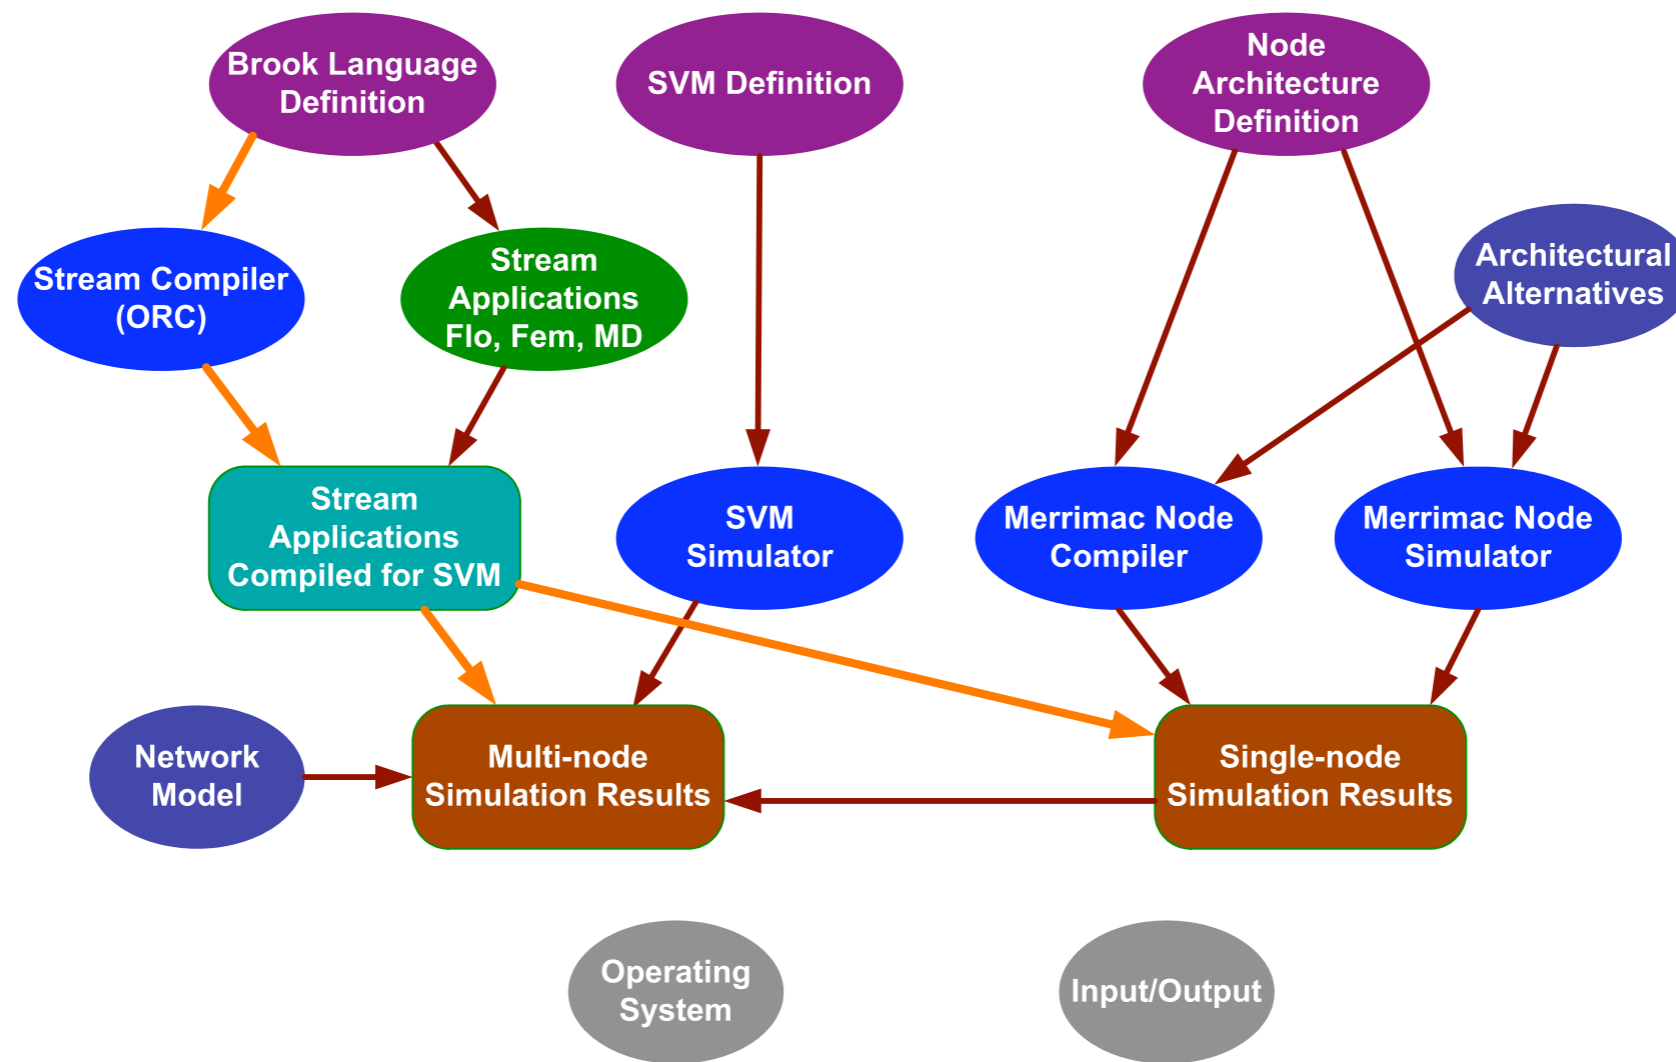 Brook Language
Definition
SVM Definition
Node
Architecture
Definition
Stream Compiler
(ORC)
Stream
Applications
Flo, Fem, MD
Architectural
Alternatives
Stream
Applications
Compiled for SVM
SVM
Simulator
Merrimac Node
Compiler
Merrimac Node
Simulator
Network
Model
Multi-node
Simulation Results
Single-node
Simulation Results
Operating
System
Input/Output